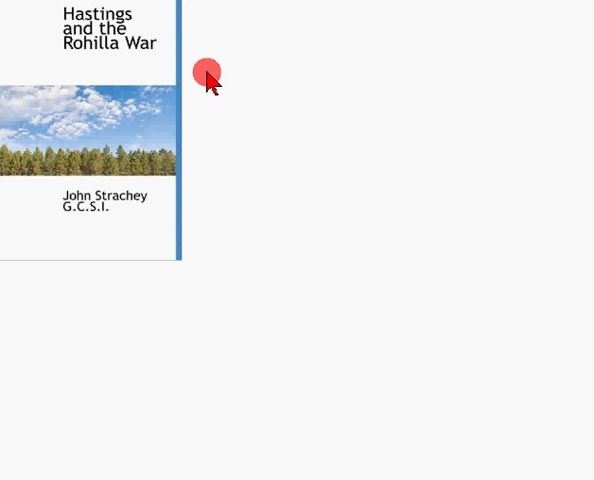 Hastings
and the
Rohilla War
John Strachey
G.C.S.I.